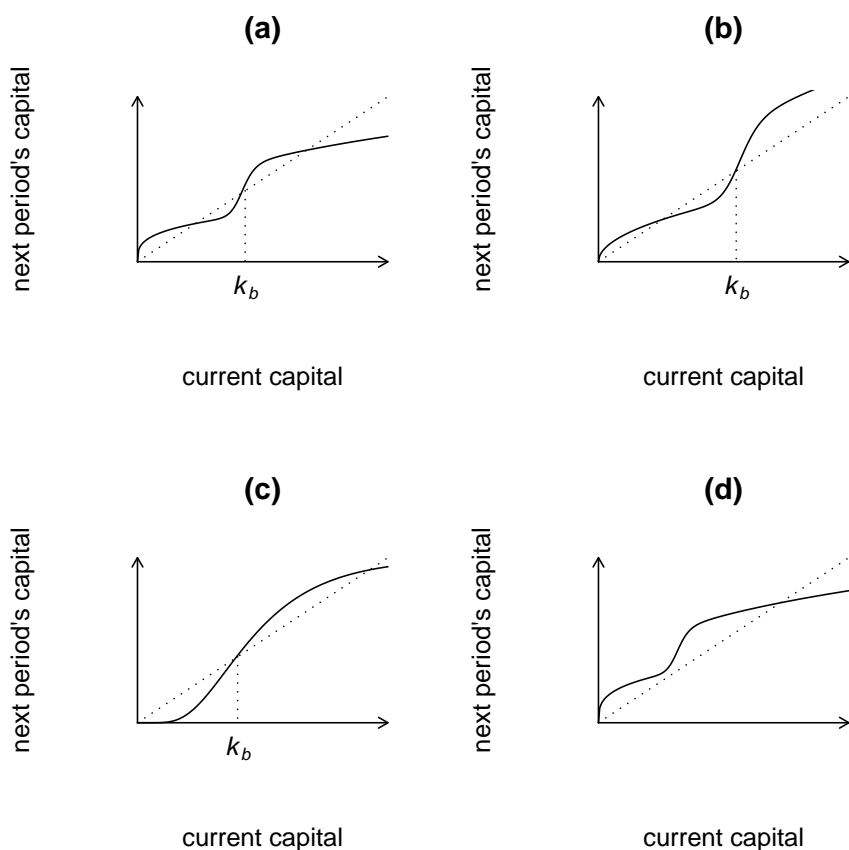 (a)
next period's capital
k_b
current capital
(b)
next period's capital
k_b
current capital
(c)
next period's capital
k_b
current capital
(d)
next period's capital
current capital